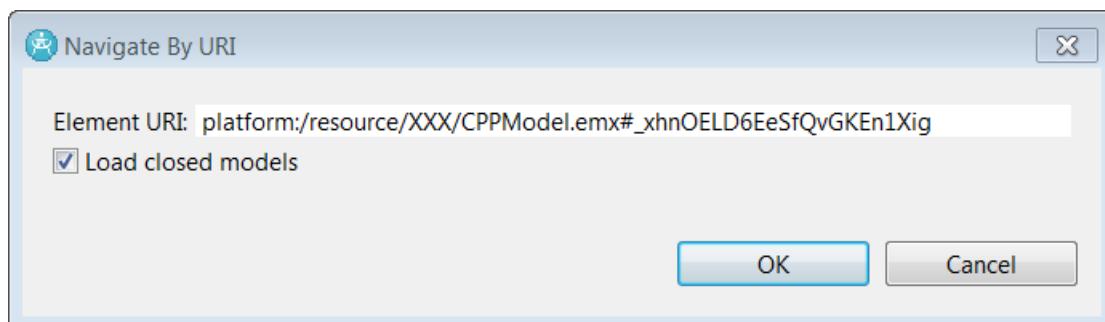 Navigate By URI
Element URI: platform:/resource/XXX/CPPModel.emx#_xhnOELD6EeSfQvGKEn1Xig
Load closed models
OK Cancel